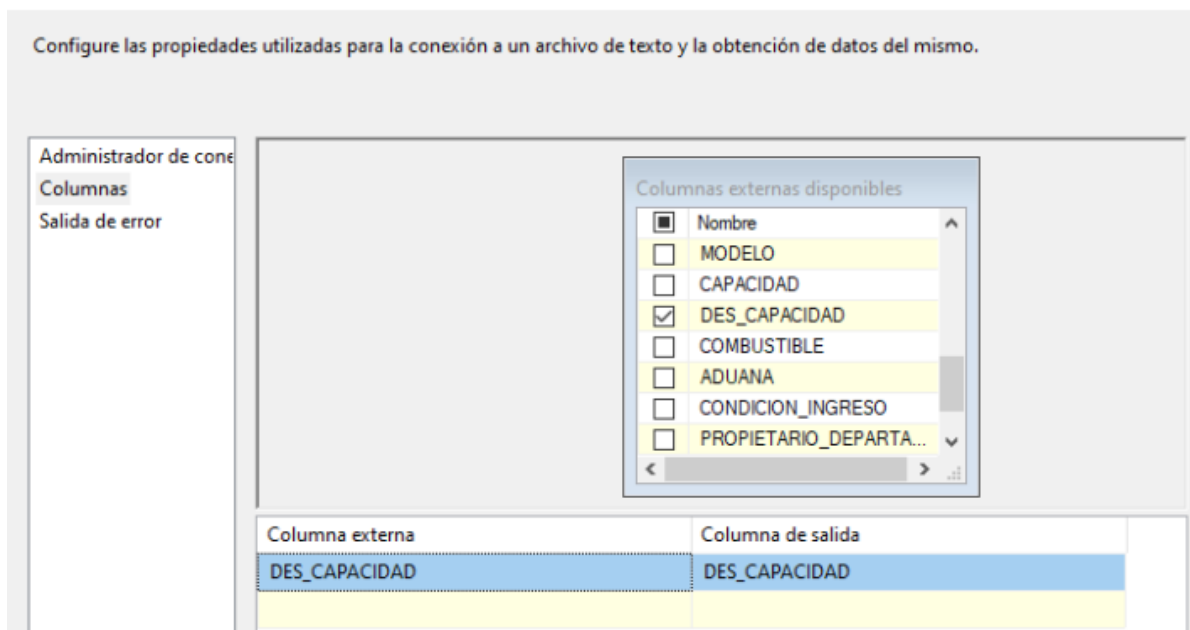 Configure las propiedades utilizadas para la conexión a un archivo de texto y la obtención de datos del mismo.
Administrador de cone
Columnas
Salida de error
Columnas externas disponibles
Nombre
MODELO
CAPACIDAD
DES_CAPACIDAD
COMBUSTIBLE
ADUANA
CONDICION_INGRESO
PROPIETARIO_DEPARTA...
Columna externa Columna de salida
DES_CAPACIDAD DES_CAPACIDAD